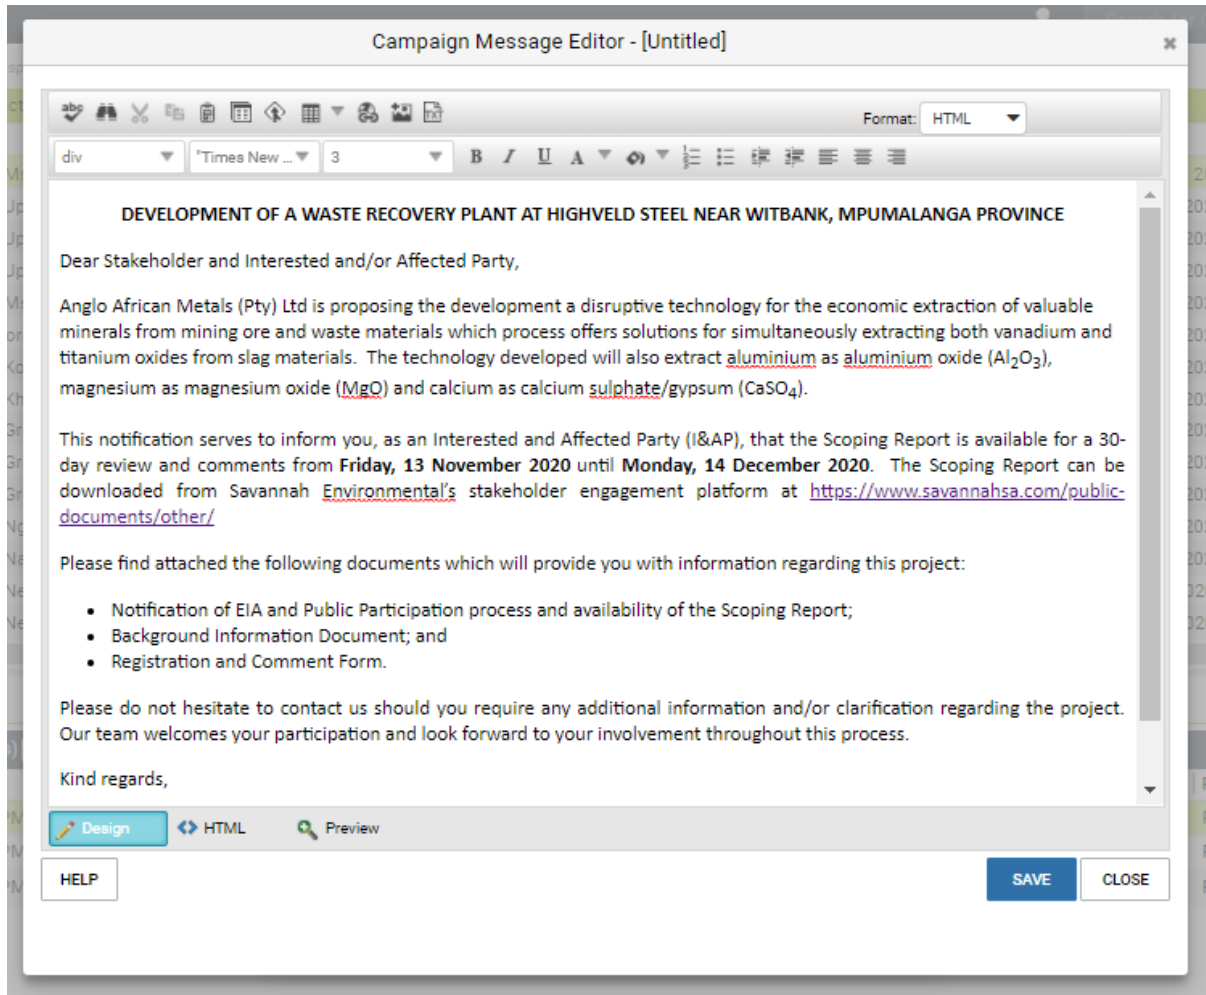 Campaign Message Editor - [Untitled]
Format: HTML
div "Times New ... 3 B I U A
DEVELOPMENT OF A WASTE RECOVERY PLANT AT HIGHVELD STEEL NEAR WITBANK, MPUMALANGA PROVINCE
Dear Stakeholder and Interested and/or Affected Party,
Anglo African Metals (Pty) Ltd is proposing the development a disruptive technology for the economic extraction of valuable
minerals from mining ore and waste materials which process offers solutions for simultaneously extracting both vanadium and
titanium oxides from slag materials. The technology developed will also extract aluminium as aluminium oxide (Al₂O₃),
magnesium as magnesium oxide (MgO) and calcium as calcium sulphate/gypsum (CaSO₄).
This notification serves to inform you, as an Interested and Affected Party (I&AP), that the Scoping Report is available for a 30-
day review and comments from Friday, 13 November 2020 until Monday, 14 December 2020. The Scoping Report can be
downloaded from Savannah Environmental's stakeholder engagement platform at https://www.savannahsa.com/public-
documents/other/
Please find attached the following documents which will provide you with information regarding this project:
• Notification of EIA and Public Participation process and availability of the Scoping Report;
• Background Information Document; and
• Registration and Comment Form.
Please do not hesitate to contact us should you require any additional information and/or clarification regarding the project.
Our team welcomes your participation and look forward to your involvement throughout this process.
Kind regards,
Design HTML Preview
HELP SAVE CLOSE